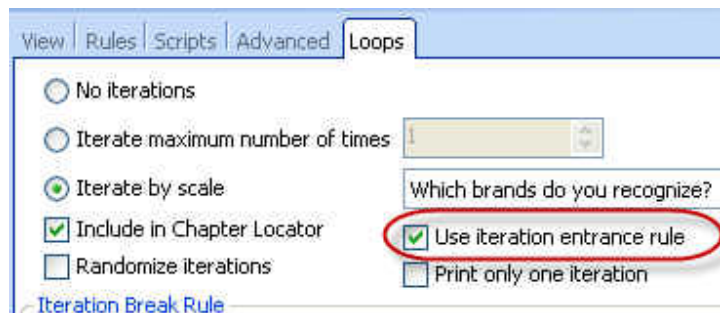 View Rules Scripts Advanced Loops
No iterations
Iterate maximum number of times 1
Iterate by scale Which brands do you recognize?
Include in Chapter Locator Use iteration entrance rule
Randomize iterations Print only one iteration
Iteration Break Rule